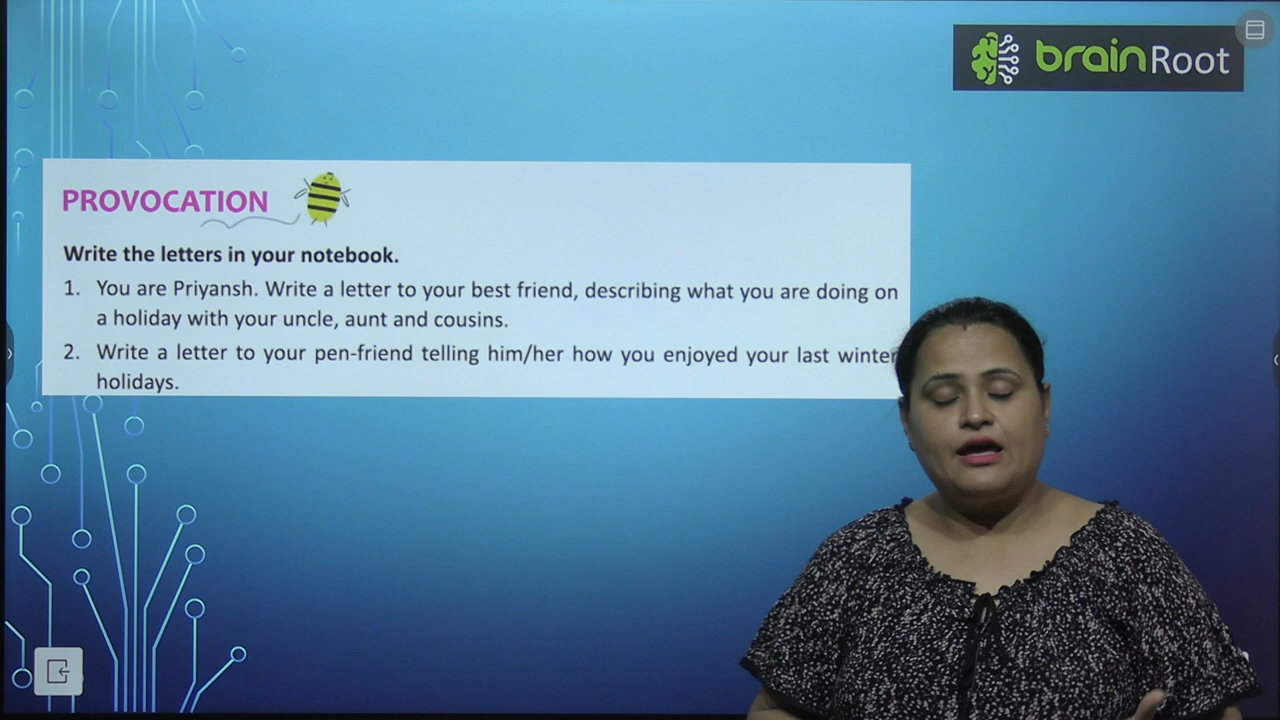 brainRoot
PROVOCATION
Write the letters in your notebook.
1. You are Priyansh. Write a letter to your best friend, describing what you are doing on
a holiday with your uncle, aunt and cousins.
2. Write a letter to your pen-friend telling him/her how you enjoyed your last winter
holidays.